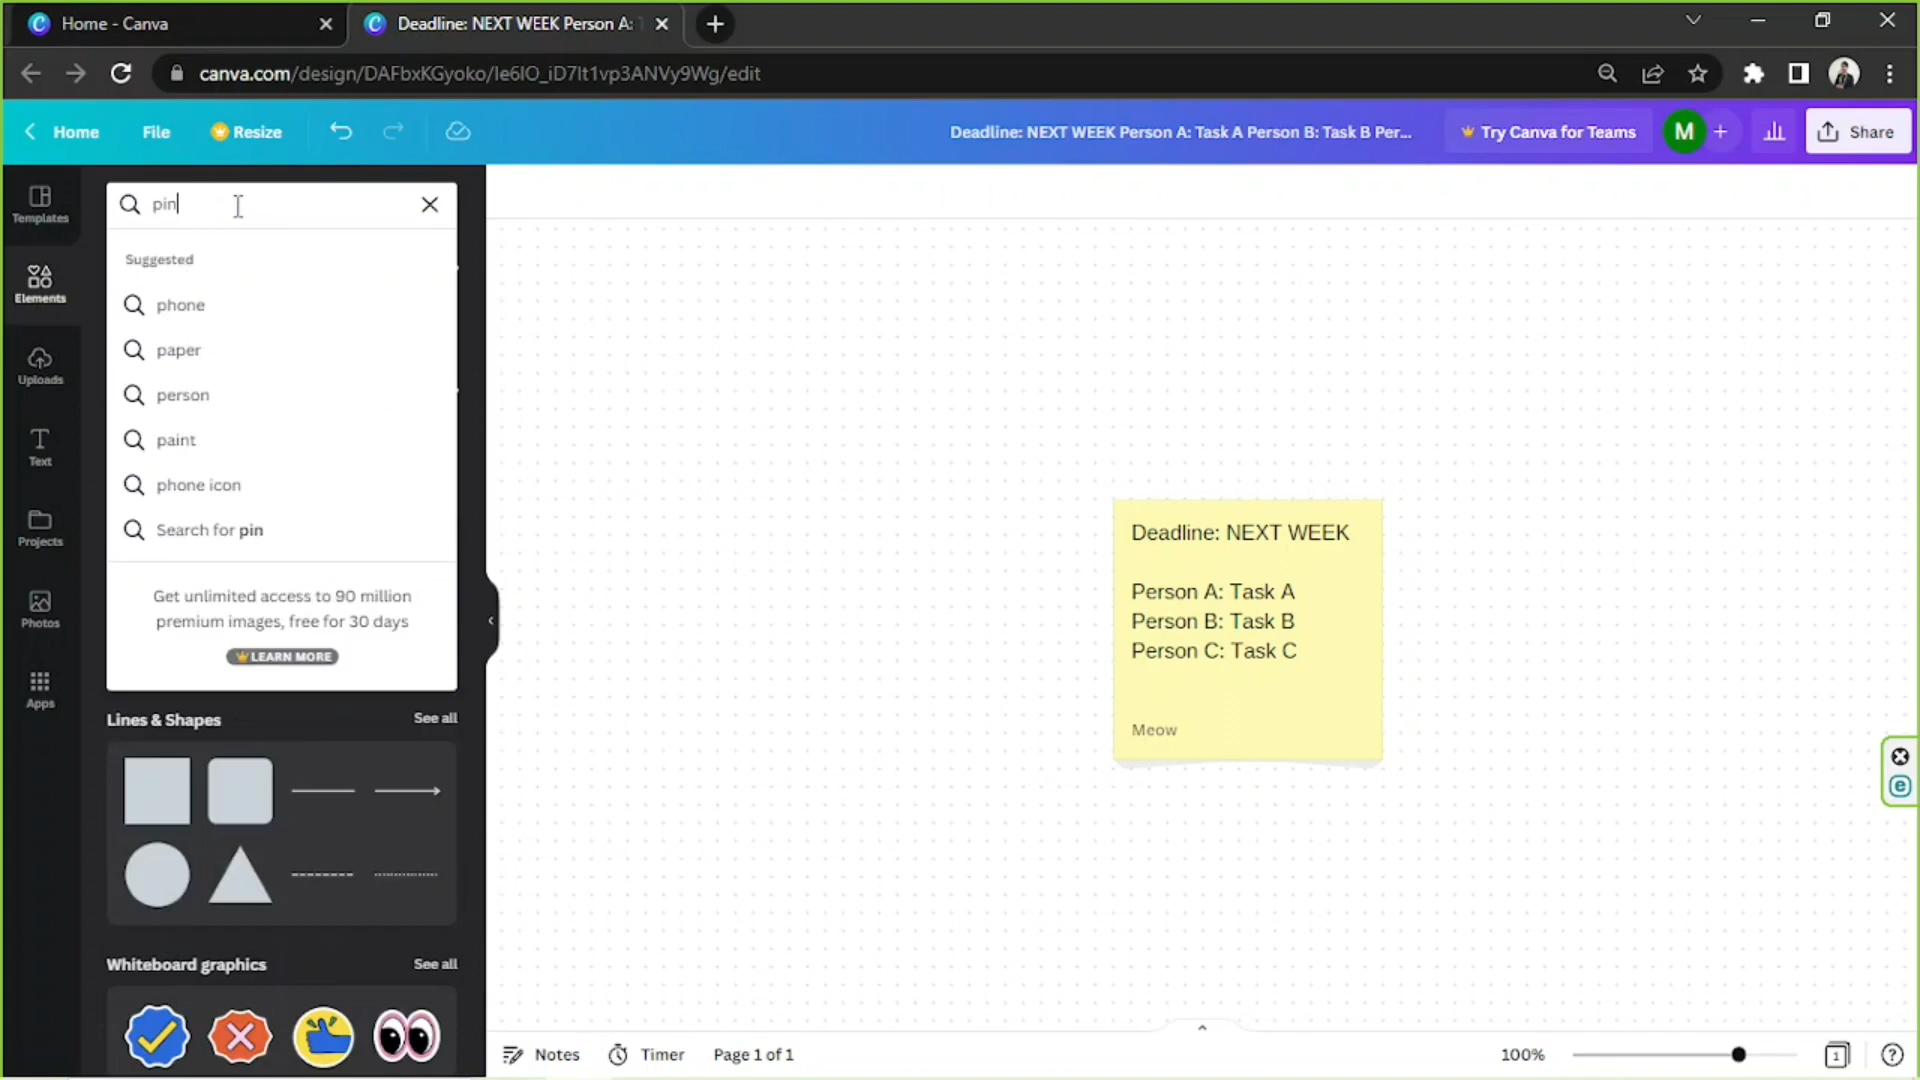 Home - Canva
Deadline: NEXT WEEK Person A:
canva.com/design/DAFbxKGyoko/Ie6IO_iD7It1vp3ANVy9Wg/edit
Home
File
Resize
Deadline: NEXT WEEK Person A: Task A Person B: Task B Per...
Try Canva for Teams
M
Share
Templates
Elements
Uploads
Text
Projects
Photos
Apps
pin
Suggested
phone
paper
person
paint
phone icon
Search for pin
Get unlimited access to 90 million
premium images, free for 30 days
LEARN MORE
Lines & Shapes
See all
Whiteboard graphics
See all
Deadline: NEXT WEEK
Person A: Task A
Person B: Task B
Person C: Task C
Meow
Notes
Timer
Page 1 of 1
100%
1